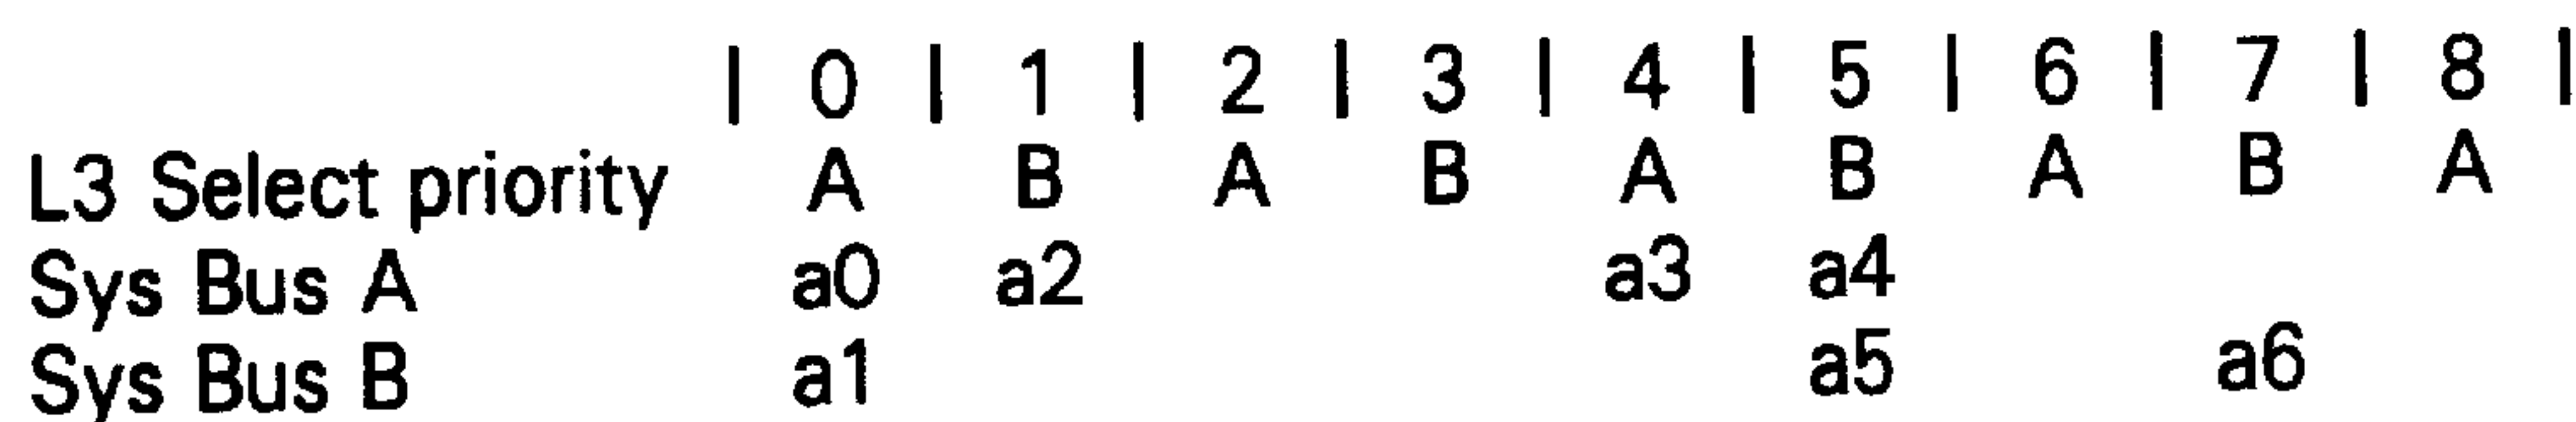 | 0 | 1 | 2 | 3 | 4 | 5 | 6 | 7 | 8 |
L3 Select priority A B A B A B A B A
Sys Bus A a0 a2 a3 a4
Sys Bus B a1 a5 a6